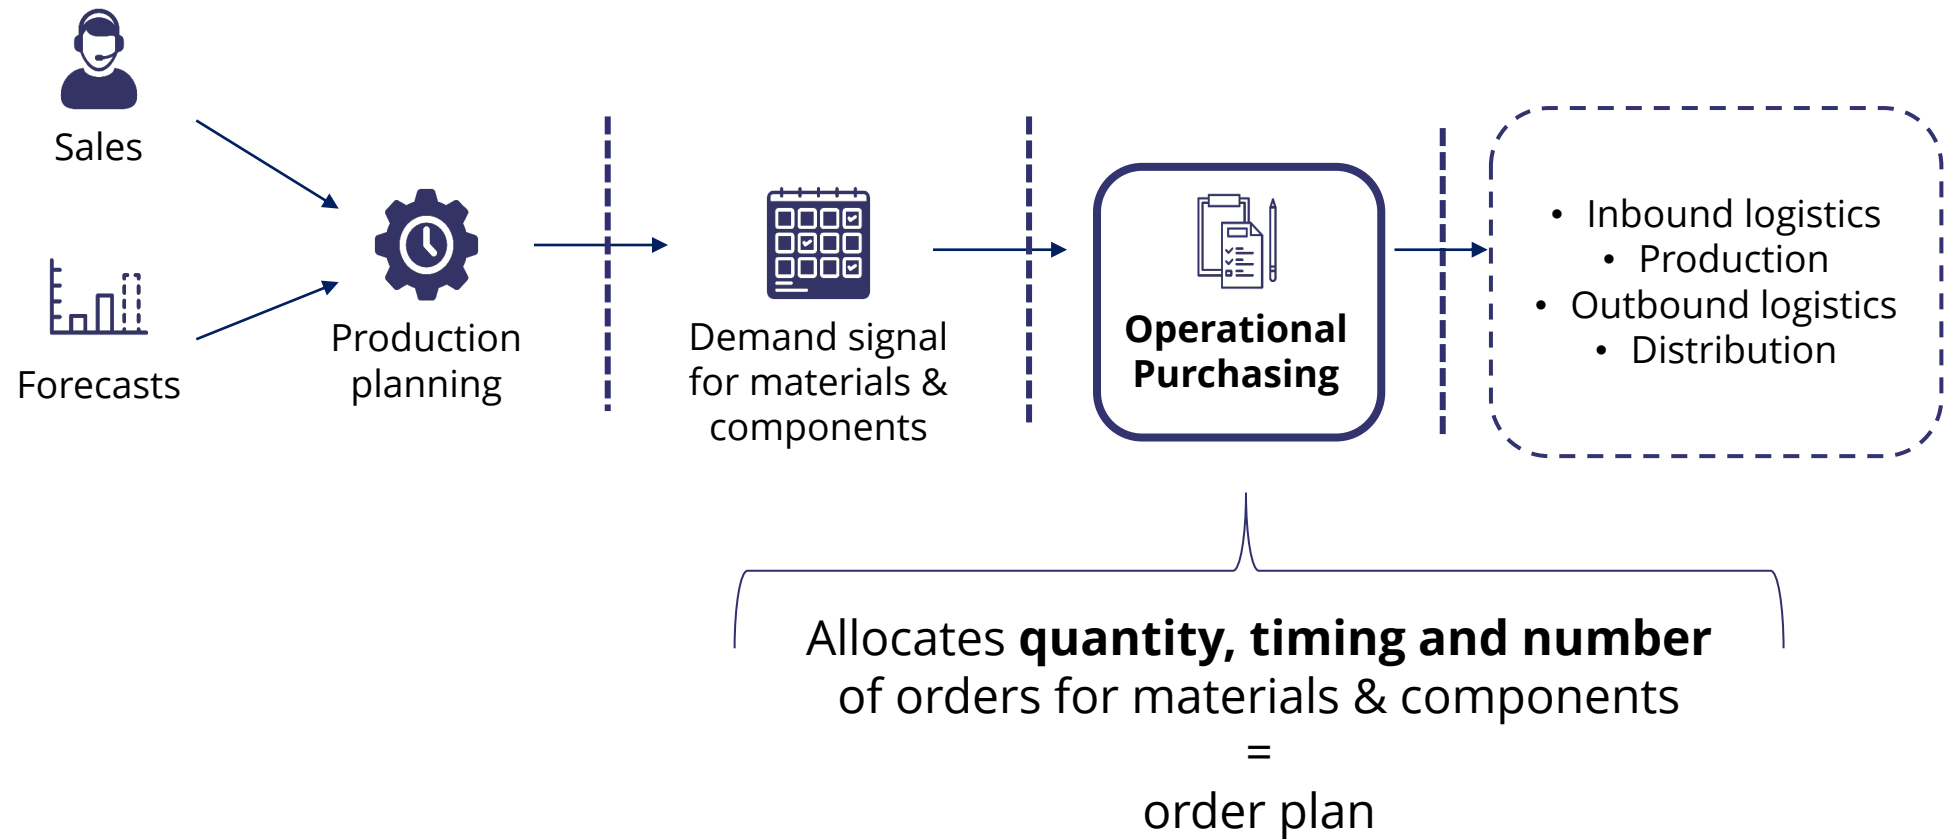 Sales
Forecasts
Production
planning
Demand signal
for materials &
components
Operational
Purchasing
• Inbound logistics
• Production
• Outbound logistics
• Distribution
Allocates quantity, timing and number
of orders for materials & components
=
order plan